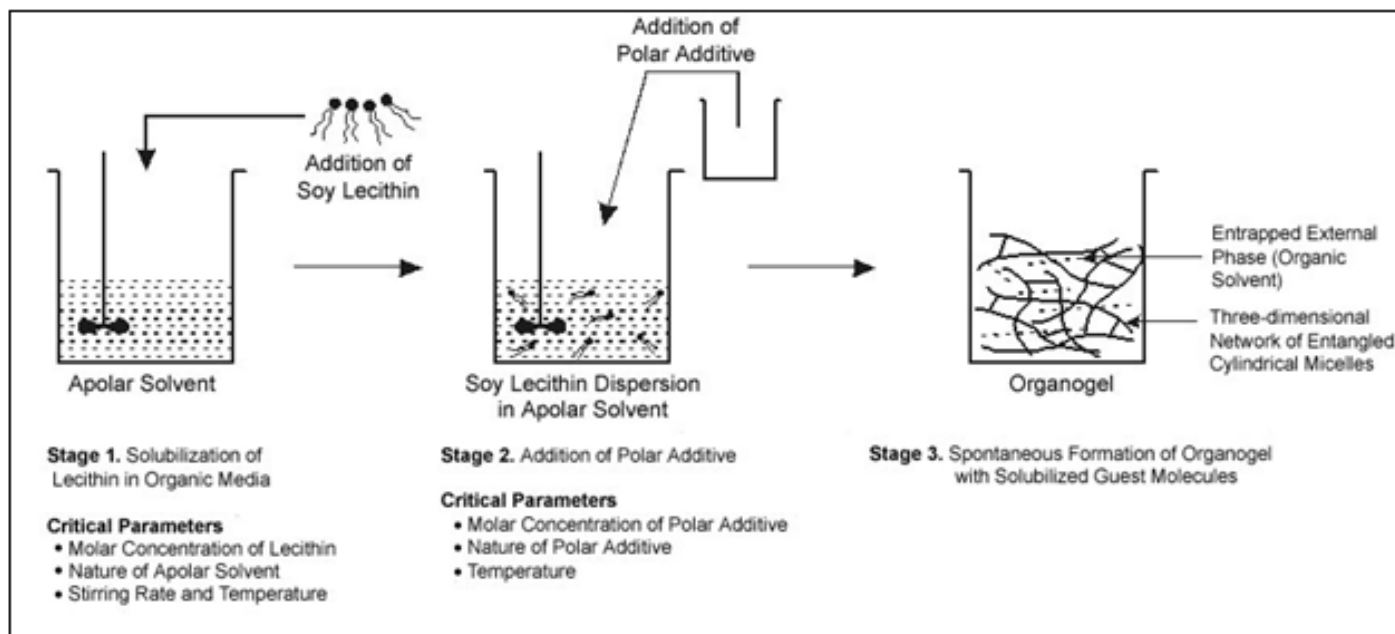 Addition of
Polar Additive
Addition of
Soy Lecithin
Apolar Solvent
Soy Lecithin Dispersion
in Apolar Solvent
Entrapped External
Phase (Organic
Solvent)
Three-dimensional
Network of Entangled
Cylindrical Micelles
Organogel
Stage 1. Solubilization of
Lecithin in Organic Media
Critical Parameters
• Molar Concentration of Lecithin
• Nature of Apolar Solvent
• Stirring Rate and Temperature
Stage 2. Addition of Polar Additive
Critical Parameters
• Molar Concentration of Polar Additive
• Nature of Polar Additive
• Temperature
Stage 3. Spontaneous Formation of Organogel
with Solubilized Guest Molecules